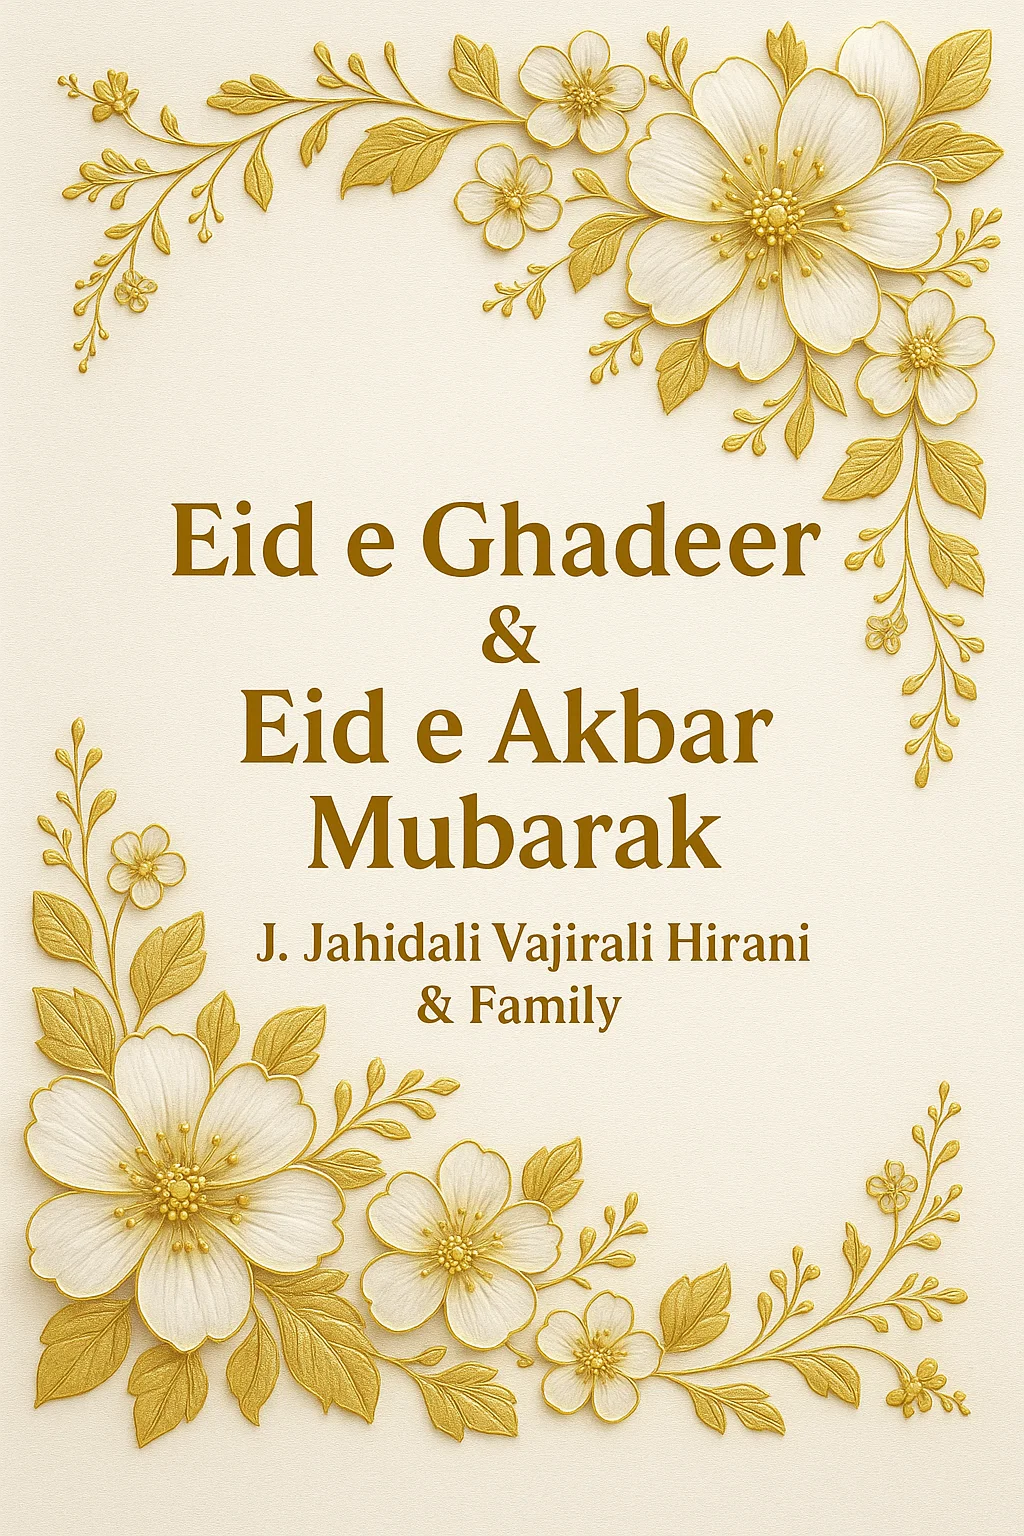 Eid e Ghadeer
&
Eid e Akbar
Mubarak
J. Jahidali Vajirali Hirani
& Family